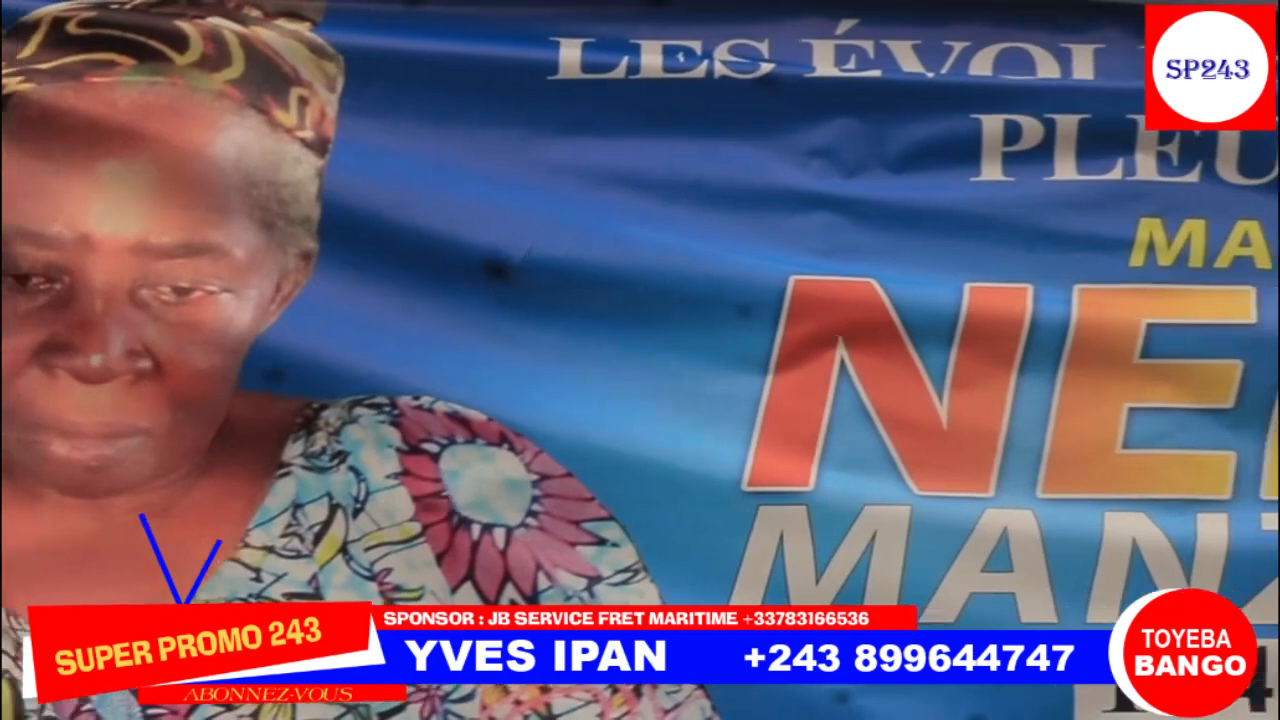 LES ÉVOL
SP243
PLEU
MA
NE
MANZ
SPONSOR : JB SERVICE FRET MARITIME +33783166536
SUPER PROMO 243
YVES IPAN +243 899644747
TOYEBA
BANGO
ABONNEZ-VOUS